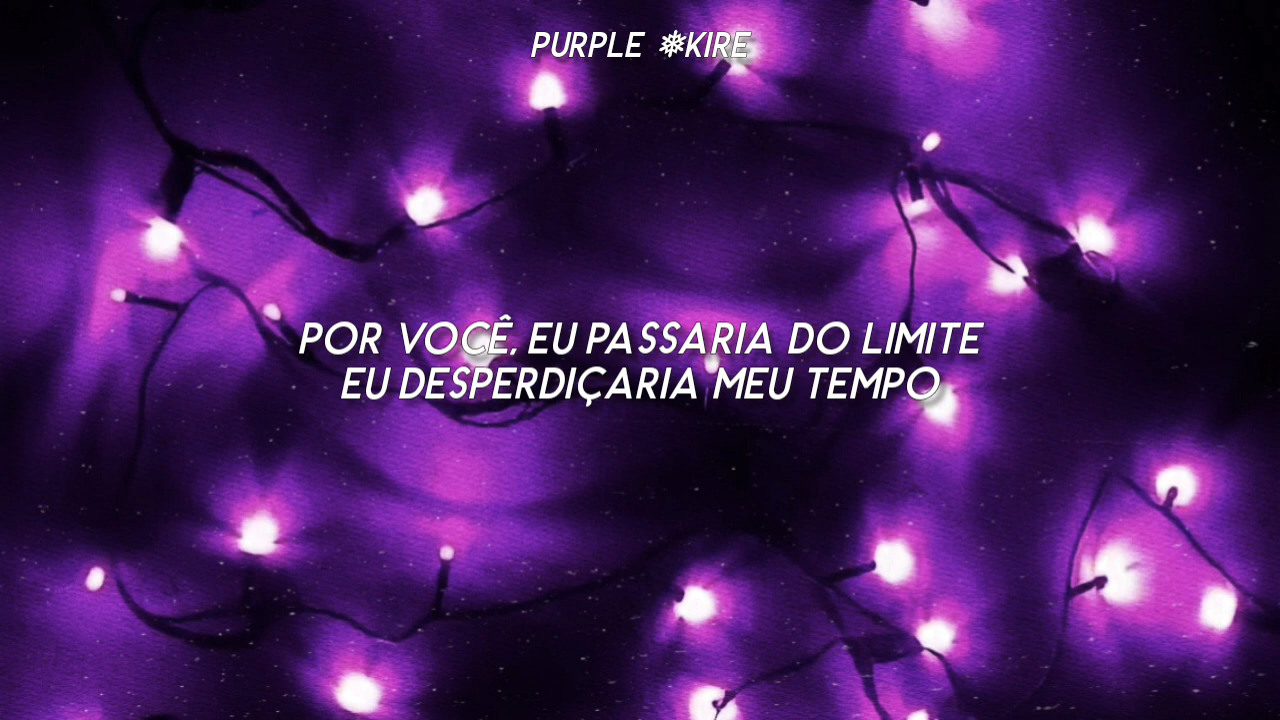 PURPLE ❅KIRE
POR VOCÊ, EU PASSARIA DO LIMITE
EU DESPERDIÇARIA MEU TEMPO